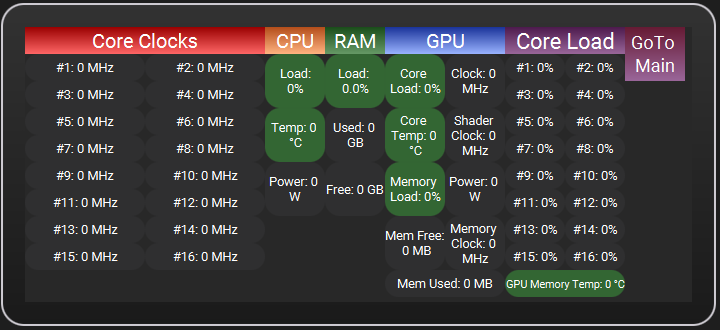 Core Clocks
CPU
RAM
GPU
Core Load
GoTo
Main
#1: 0 MHz
#2: 0 MHz
#3: 0 MHz
#4: 0 MHz
#5: 0 MHz
#6: 0 MHz
#7: 0 MHz
#8: 0 MHz
#9: 0 MHz
#10: 0 MHz
#11: 0 MHz
#12: 0 MHz
#13: 0 MHz
#14: 0 MHz
#15: 0 MHz
#16: 0 MHz
Load:
0%
Temp: 0
°C
Power: 0
W
Load:
0.0%
Used: 0
GB
Free: 0 GB
Core
Load: 0%
Clock: 0
MHz
Core
Temp: 0
°C
Shader
Clock: 0
MHz
Memory
Load: 0%
Power: 0
W
Mem Free:
0 MB
Memory
Clock: 0
MHz
Mem Used: 0 MB
#1: 0%
#2: 0%
#3: 0%
#4: 0%
#5: 0%
#6: 0%
#7: 0%
#8: 0%
#9: 0%
#10: 0%
#11: 0%
#12: 0%
#13: 0%
#14: 0%
#15: 0%
#16: 0%
GPU Memory Temp: 0 °C